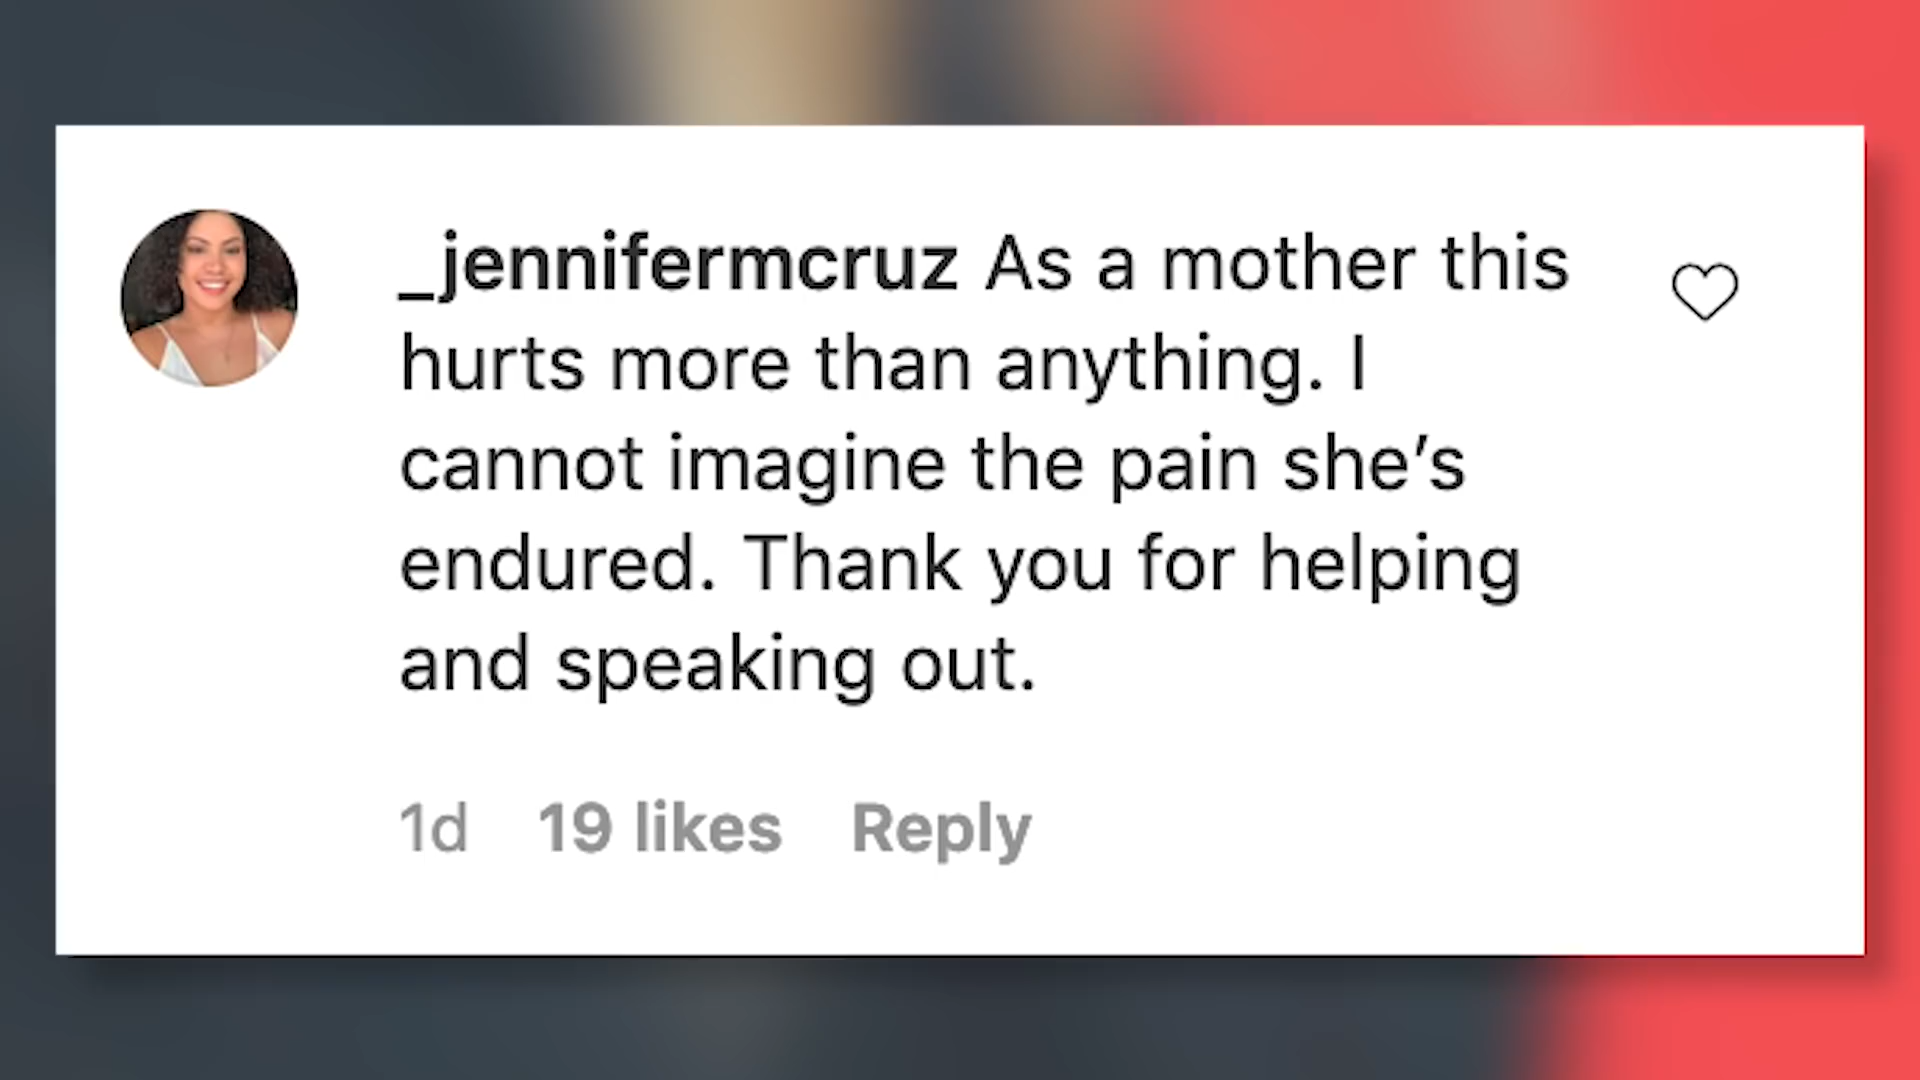 _jennifermcruz As a mother this
hurts more than anything. I
cannot imagine the pain she’s
endured. Thank you for helping
and speaking out.
1d 19 likes Reply